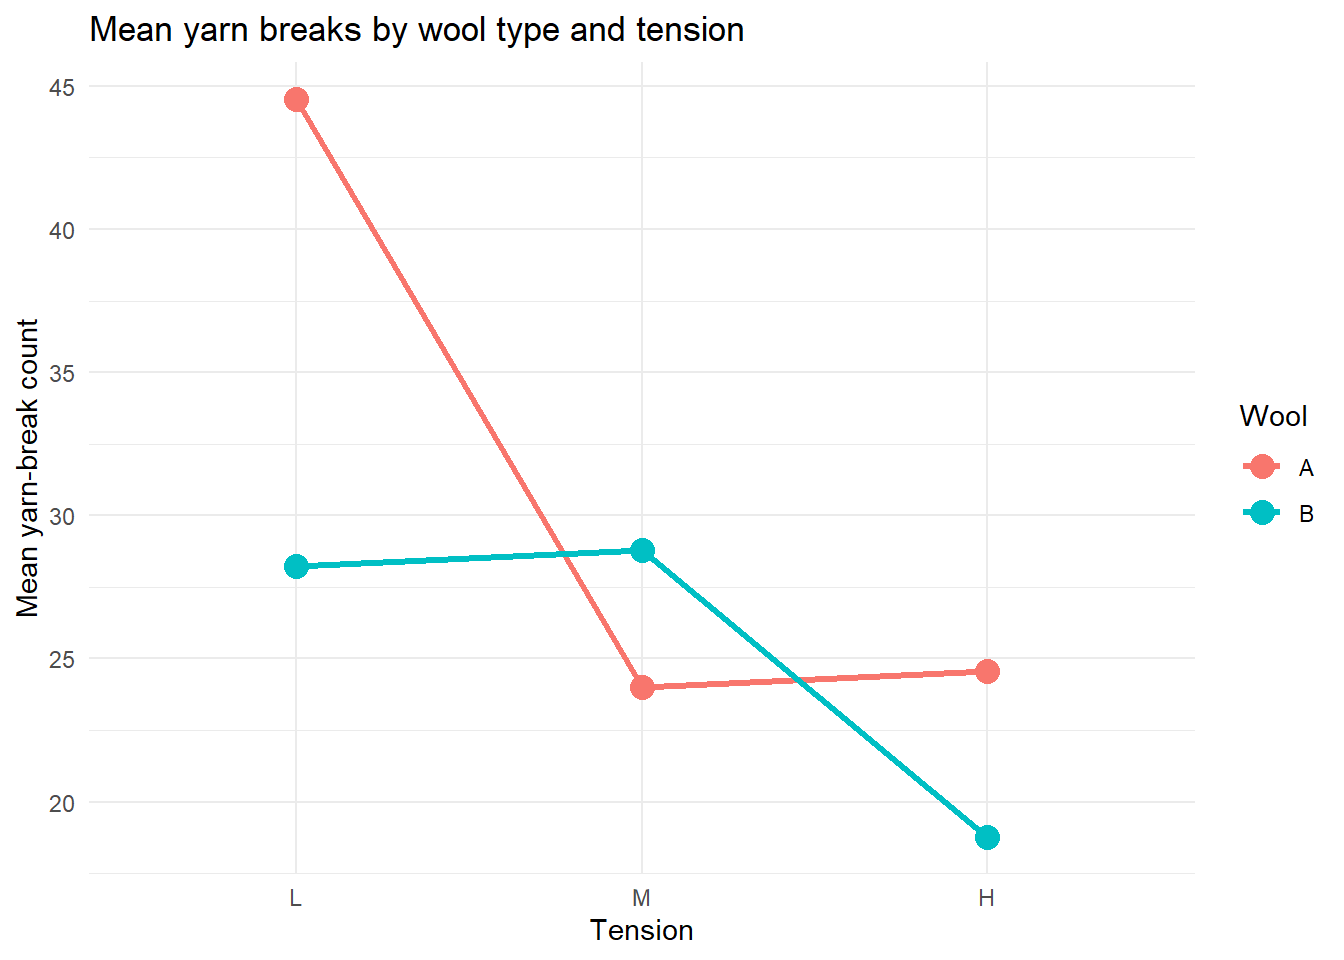 Mean yarn breaks by wool type and tension
Mean yarn-break count
45
40
35
30
25
20
L M H
Tension
Wool
A
B